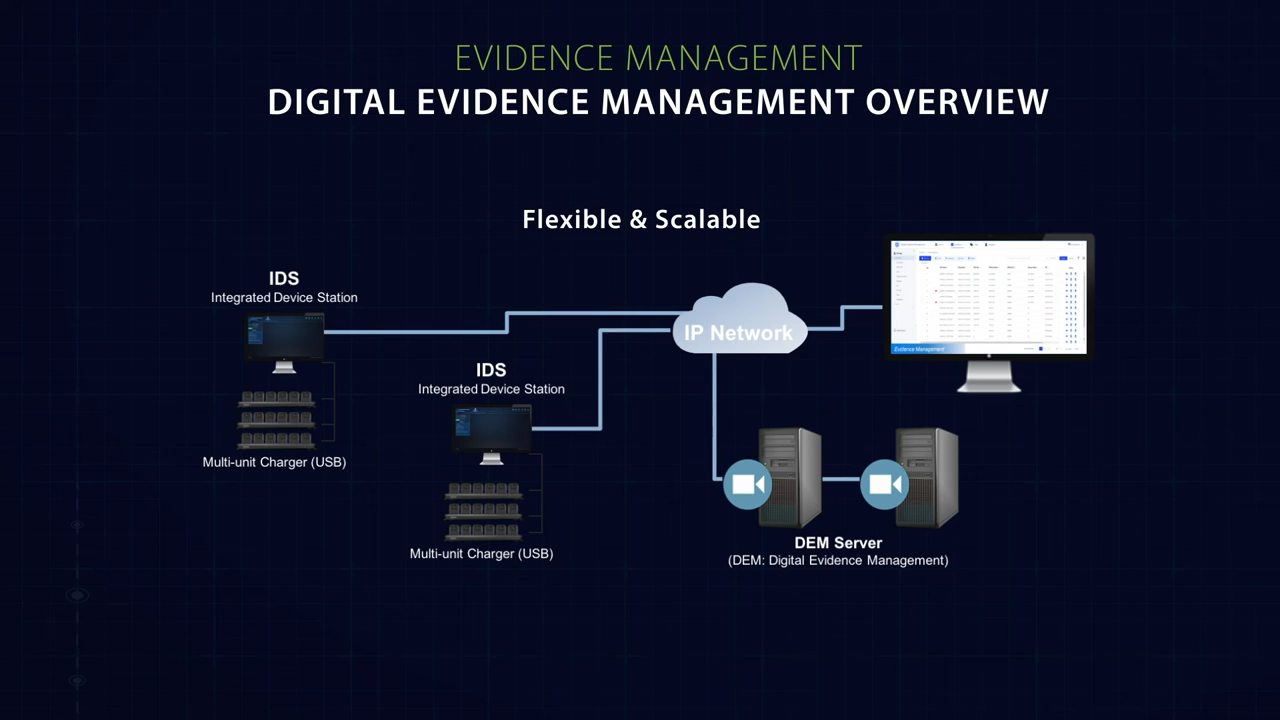 EVIDENCE MANAGEMENT
DIGITAL EVIDENCE MANAGEMENT OVERVIEW
Flexible & Scalable
IDS
Integrated Device Station
Multi-unit Charger (USB)
IDS
Integrated Device Station
Multi-unit Charger (USB)
IP Network
Evidence Management
DEM Server
(DEM: Digital Evidence Management)